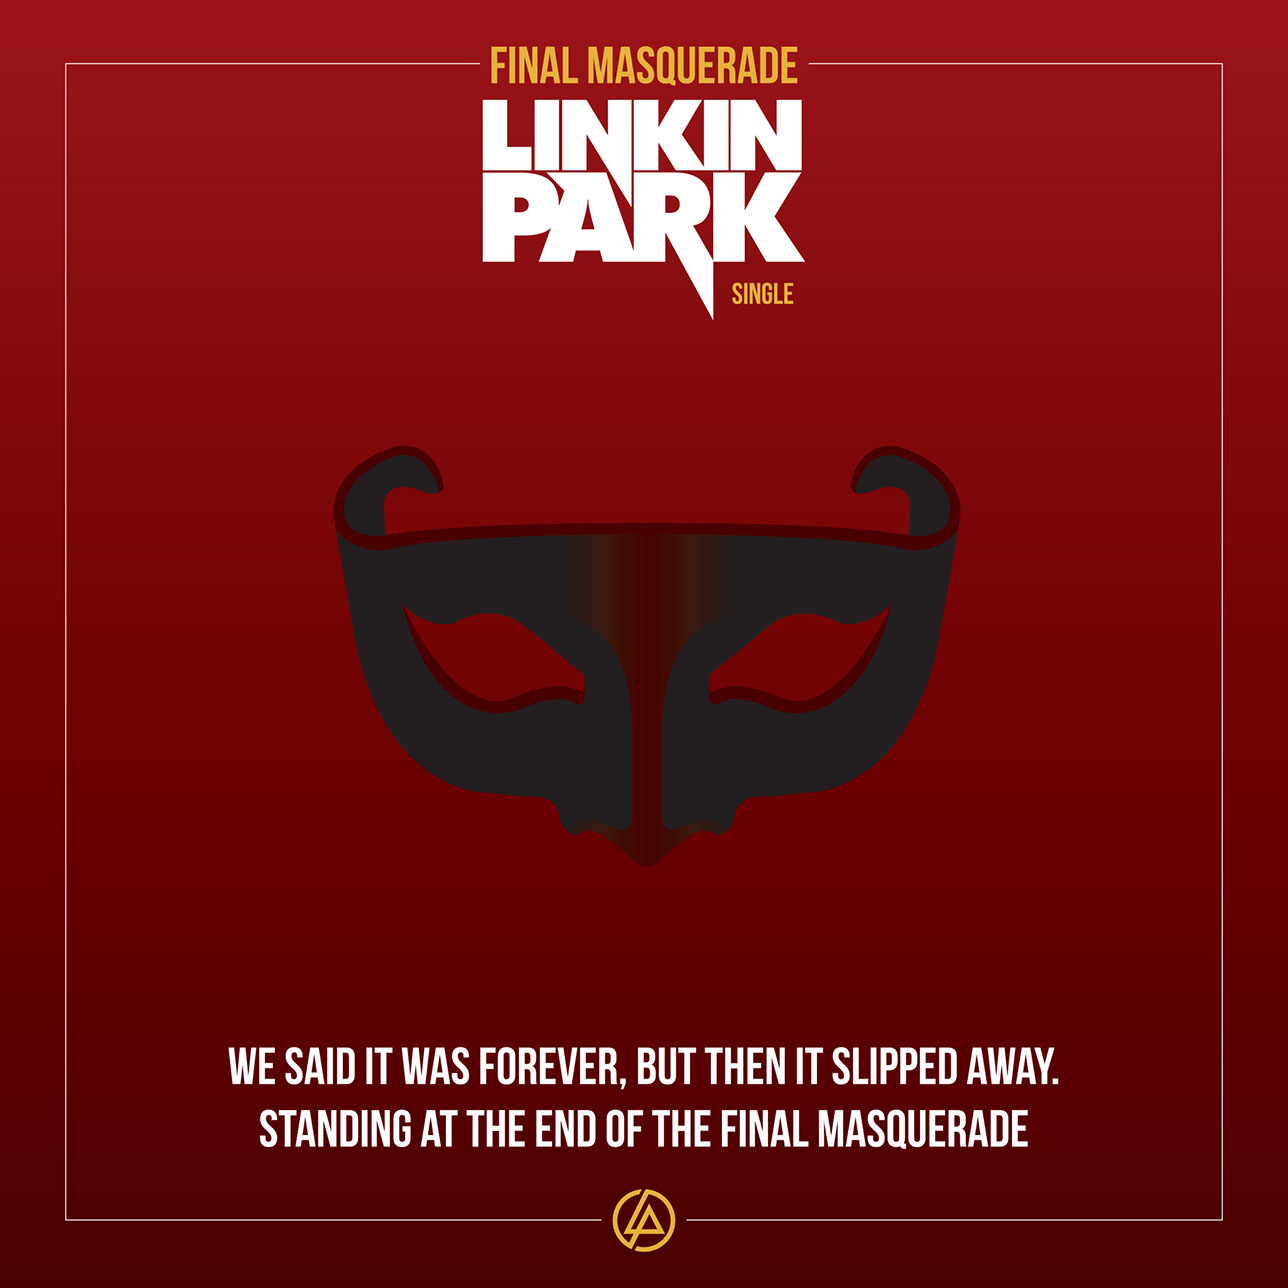 FINAL MASQUERADE
LINKIN
PARK
SINGLE
WE SAID IT WAS FOREVER, BUT THEN IT SLIPPED AWAY.
STANDING AT THE END OF THE FINAL MASQUERADE